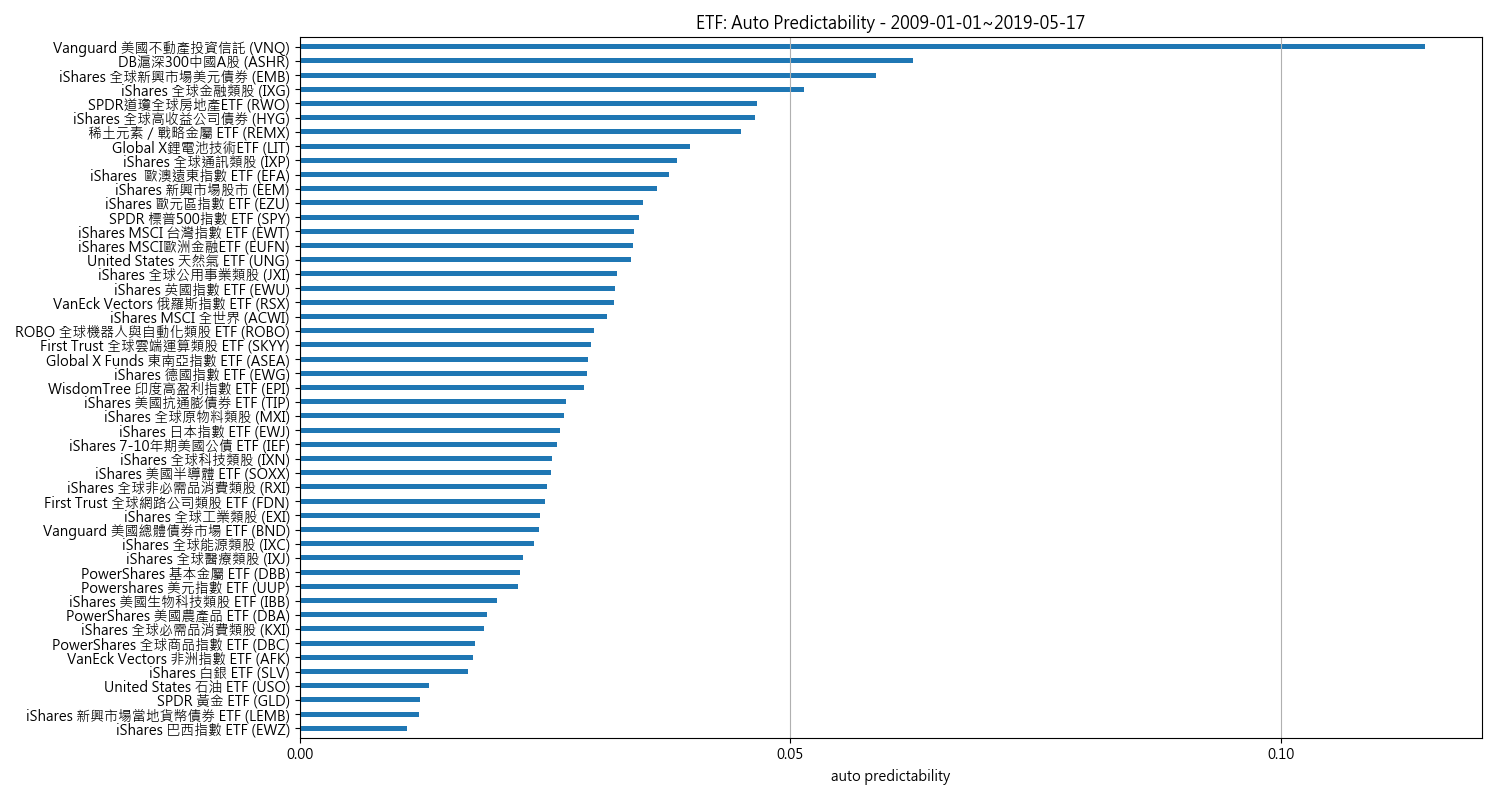 ETF: Auto Predictability - 2009-01-01~2019-05-17
Vanguard 美國不動產投資信託 (VNQ)
DB滬深300中國A股 (ASHR)
iShares 全球新興市場美元債券 (EMB)
iShares 全球金融類股 (IXG)
SPDR道瓊全球房地產ETF (RWO)
iShares 全球高收益公司債券 (HYG)
稀土元素 / 戰略金屬 ETF (REMX)
Global X鋰電池技術ETF (LIT)
iShares 全球通訊類股 (IXP)
iShares  歐澳遠東指數 ETF (EFA)
iShares 新興市場股市 (EEM)
iShares 歐元區指數 ETF (EZU)
SPDR 標普500指數 ETF (SPY)
iShares MSCI 台灣指數 ETF (EWT)
iShares MSCI歐洲金融ETF (EUFN)
United States 天然氣 ETF (UNG)
iShares 全球公用事業類股 (JXI)
iShares 英國指數 ETF (EWU)
VanEck Vectors 俄羅斯指數 ETF (RSX)
iShares MSCI 全世界 (ACWI)
ROBO 全球機器人與自動化類股 ETF (ROBO)
First Trust 全球雲端運算類股 ETF (SKYY)
Global X Funds 東南亞指數 ETF (ASEA)
iShares 德國指數 ETF (EWG)
WisdomTree 印度高盈利指數 ETF (EPI)
iShares 美國抗通膨債券 ETF (TIP)
iShares 全球原物料類股 (MXI)
iShares 日本指數 ETF (EWJ)
iShares 7-10年期美國公債 ETF (IEF)
iShares 全球科技類股 (IXN)
iShares 美國半導體 ETF (SOXX)
iShares 全球非必需品消費類股 (RXI)
First Trust 全球網路公司類股 ETF (FDN)
iShares 全球工業類股 (EXI)
Vanguard 美國總體債券市場 ETF (BND)
iShares 全球能源類股 (IXC)
iShares 全球醫療類股 (IXJ)
PowerShares 基本金屬 ETF (DBB)
Powershares 美元指數 ETF (UUP)
iShares 美國生物科技類股 ETF (IBB)
PowerShares 美國農產品 ETF (DBA)
iShares 全球必需品消費類股 (KXI)
PowerShares 全球商品指數 ETF (DBC)
VanEck Vectors 非洲指數 ETF (AFK)
iShares 白銀 ETF (SLV)
United States 石油 ETF (USO)
SPDR 黃金 ETF (GLD)
iShares 新興市場當地貨幣債券 ETF (LEMB)
iShares 巴西指數 ETF (EWZ)
0.00 0.05 0.10
auto predictability